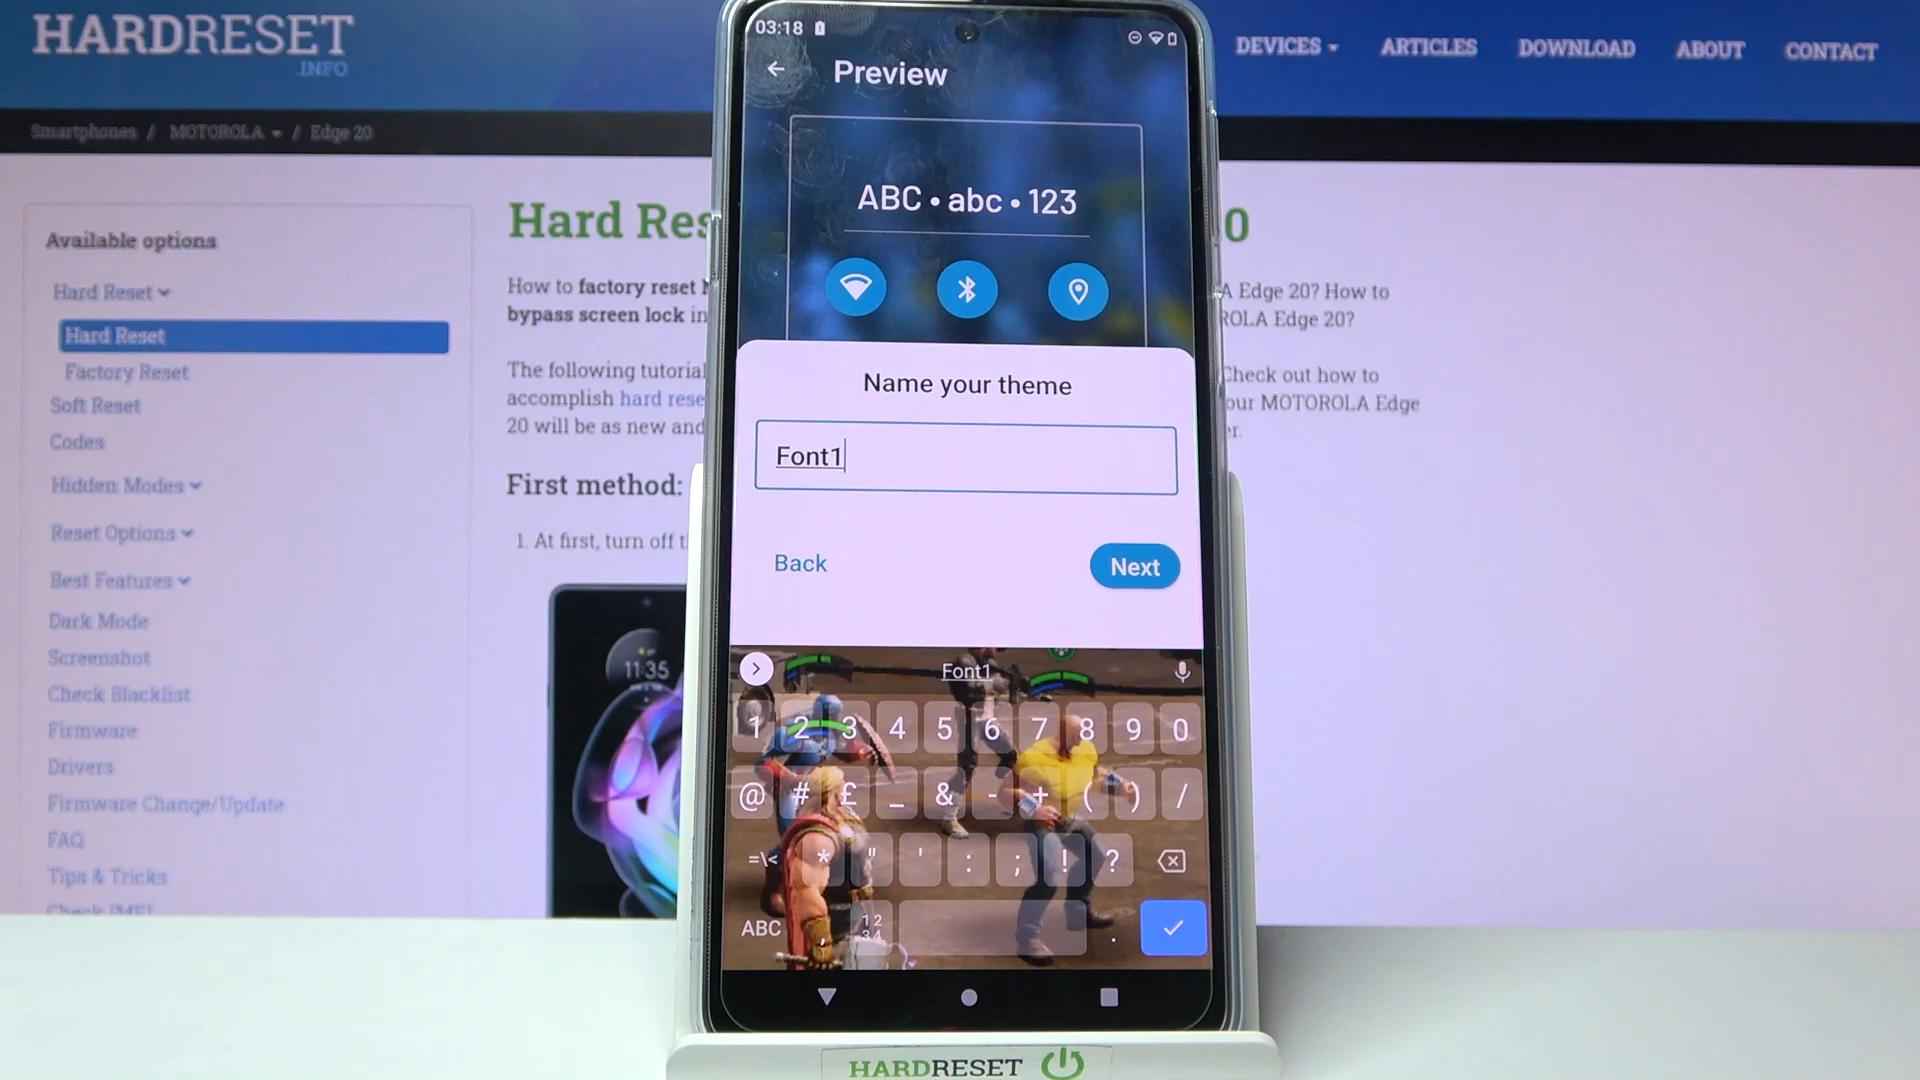 HARDRESET
.INFO
DEVICES
ARTICLES
DOWNLOAD
ABOUT
CONTACT
Smartphones / MOTOROLA / Edge 20
Available options
Hard Reset
Hard Reset
Factory Reset
Soft Reset
Codes
Hidden Modes
Reset Options
Best Features
Dark Mode
Screenshot
Check Blacklist
Firmware
Drivers
Firmware Change/Update
FAQ
Tips & Tricks
Check IMEI
Hard Res
0
How to factory reset
bypass screen lock in
A Edge 20? How to
ROLA Edge 20?
The following tutorial
accomplish hard rese
20 will be as new and
Check out how to
our MOTOROLA Edge
er.
First method:
1. At first, turn off t
11:35
03:18
Preview
ABC • abc • 123
Name your theme
Font1
Back
Next
Font1
1 2 3 4 5 6 7 8 9 0
@ # £ _ & - + ( ) /
=\< * " ' : ; ! ?
ABC , 12 34 .
HARDRESET